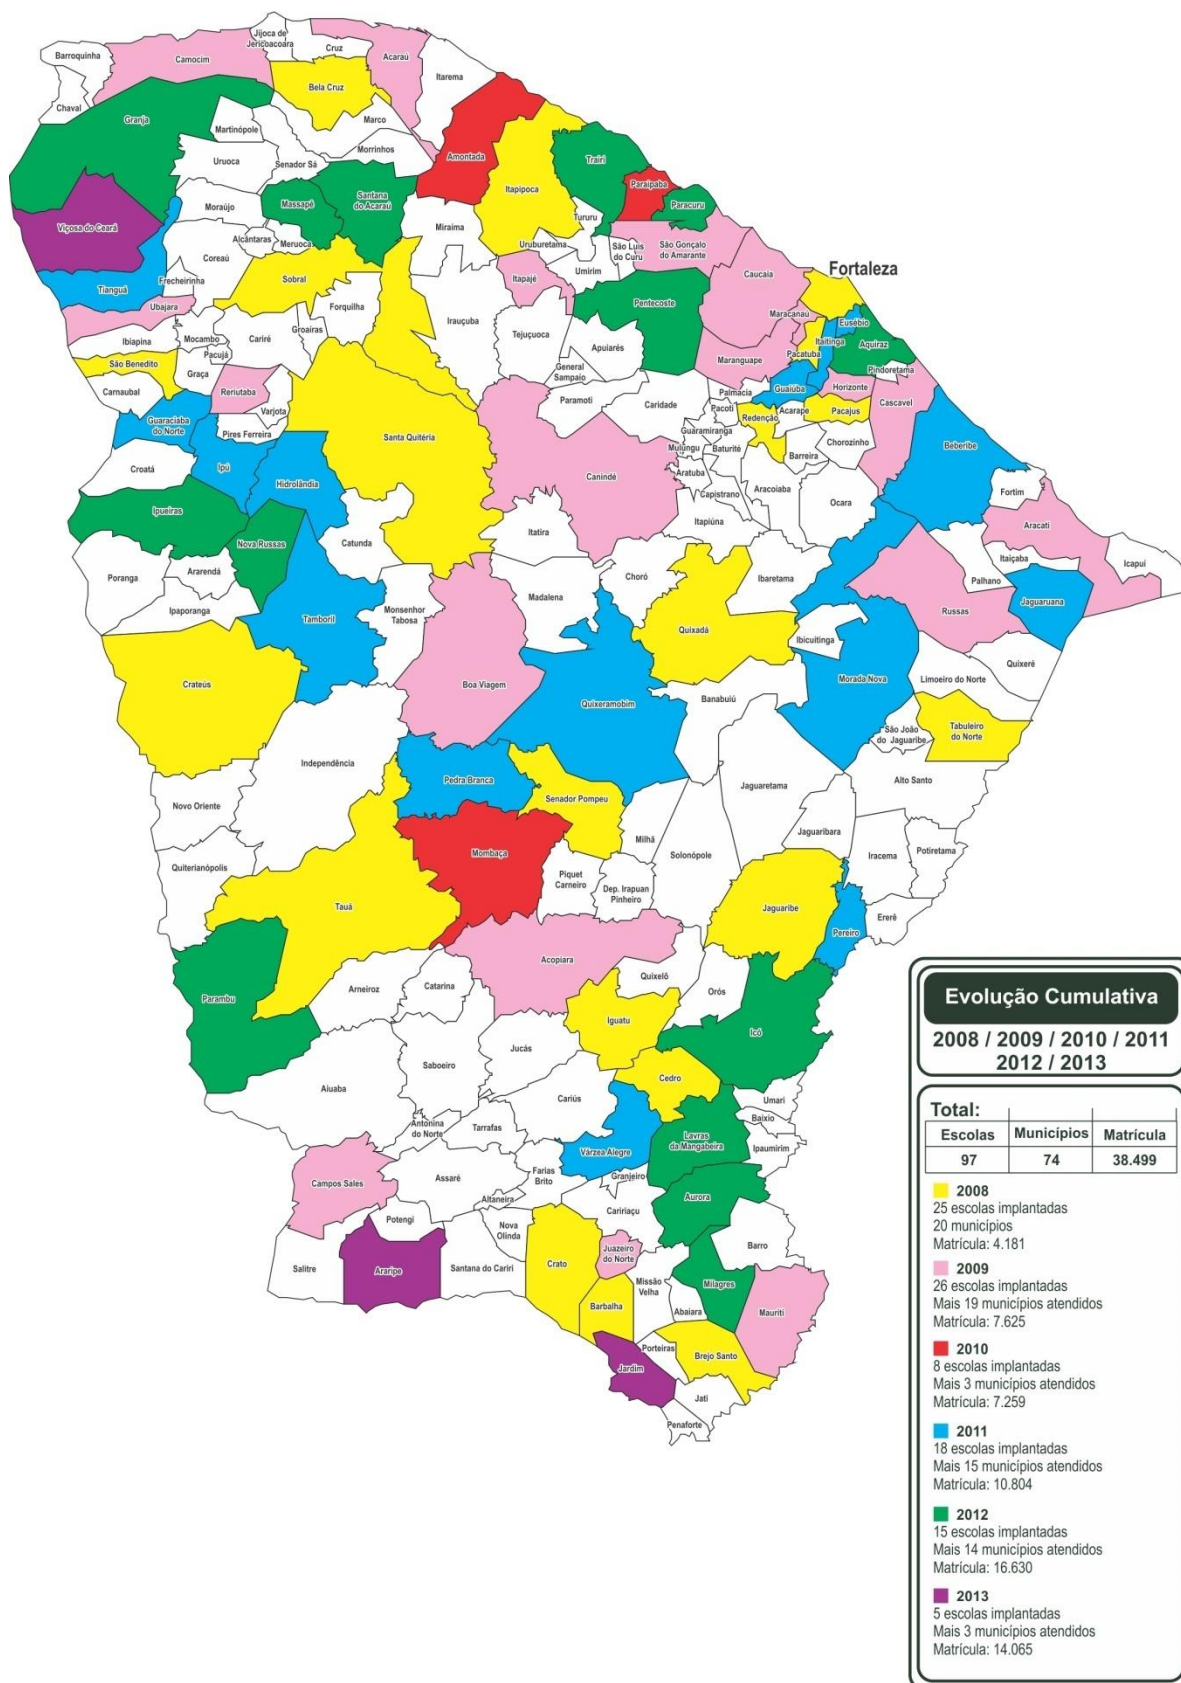 Jijoca de
Jericoacoara
Cruz
Barroquinha
Camocim
Acaraú
Itarema
Bela Cruz
Chaval
Granja
Marco
Martinópole
Morrinhos
Uruoca
Senador Sá
Amontada
Itapipoca
Trairi
Paraipaba
Paracuru
Massapê
Santana
do Acaraú
Moraújo
Viçosa do Ceará
Tururu
Miraima
Alcântaras
Meruoca
Uruburetama
São Luis
do Curu
São Gonçalo
do Amarante
Coreaú
Umirim
Caucaia
Fortaleza
Frecheirinha
Sobral
Itapajé
Tianguá
Forquilha
Pentecoste
Ubajara
Maracanaú
Eusébio
Irauçuba
Groaíras
Tejuçuoca
Itaitinga
Aquiraz
Ibiapina
Mocambo
Cariré
Apuiarés
Pacatuba
Pacujá
Maranguape
São Benedito
General
Sampaio
Pindoretama
Graça
Carnaubal
Reriutaba
Palmacia
Guaiúba
Horizonte
Paramoti
Caridade
Pacoti
Cascavel
Varjota
Acarape
Pacajus
Redenção
Guaraciaba
do Norte
Pires Ferreira
Guaramiranga
Santa Quitéria
Mulungu
Baturité
Chorozinho
Beberibe
Barreira
Croatá
Ipú
Hidrolândia
Canindé
Aratuba
Aracoiaba
Fortim
Capistrano
Ocara
Ipueiras
Itapiúna
Aracati
Itatira
Nova Russas
Catunda
Itaiçaba
Icapuí
Ararendá
Choró
Ibaretama
Poranga
Palhano
Madalena
Jaguaruana
Ipaporanga
Monsenhor
Tabosa
Russas
Tamboril
Quixadá
Ibicuitinga
Quixeré
Crateús
Boa Viagem
Morada Nova
Limoeiro do Norte
Quixeramobim
Banabuiú
Tabuleiro
do Norte
São João
do Jaguaribe
Independência
Pedra Branca
Alto Santo
Jaguaretama
Senador Pompeu
Novo Oriente
Jaguaribara
Milhã
Mombaça
Solonópole
Iracema
Potiretama
Quiterianópolis
Piquet
Carneiro
Dep. Irapuan
Pinheiro
Tauá
Jaguaribe
Ererê
Pereiro
Acopiara
Quixelô
Arneiroz
Catarina
Orós
Parambu
Iguatu
Icó
Jucás
Saboeiro
Cedro
Aiuaba
Cariús
Umari
Baixio
Antonina
do Norte
Tarrafas
Lavras
da Mangabeira
Ipaumirim
Várzea Alegre
Farias
Brito
Granjeiro
Assaré
Campos Sales
Aurora
Altaneira
Caririaçu
Potengi
Nova
Olinda
Barro
Juazeiro
do Norte
Salitre
Araripe
Santana do Cariri
Crato
Missão
Velha
Milagres
Barbalha
Abaiara
Mauriti
Porteiras
Brejo Santo
Jardim
Jati
Penaforte
Evolução Cumulativa
2008 / 2009 / 2010 / 2011
2012 / 2013
Total:
Escolas Municípios Matrícula
97 74 38.499
2008
25 escolas implantadas
20 municípios
Matrícula: 4.181
2009
26 escolas implantadas
Mais 19 municípios atendidos
Matrícula: 7.625
2010
8 escolas implantadas
Mais 3 municípios atendidos
Matrícula: 7.259
2011
18 escolas implantadas
Mais 15 municípios atendidos
Matrícula: 10.804
2012
15 escolas implantadas
Mais 14 municípios atendidos
Matrícula: 16.630
2013
5 escolas implantadas
Mais 3 municípios atendidos
Matrícula: 14.065